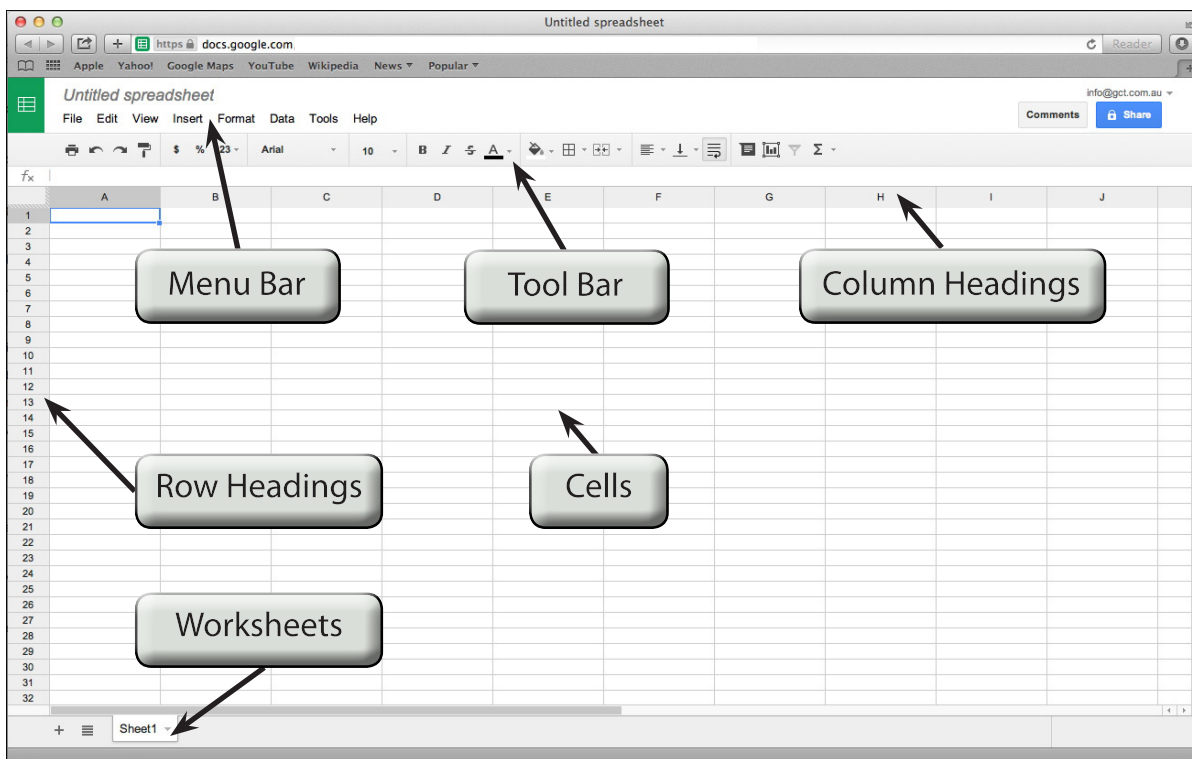 Untitled spreadsheet
https docs.google.com Reader
Apple Yahoo! Google Maps YouTube Wikipedia News Popular
Untitled spreadsheet
info@gct.com.au
File Edit View Insert Format Data Tools Help
Comments Share
$ % 23 Arial 10 B I S A Σ
fx
A B C D E F G H I J
1
2
3
4
5
6
7
8
9
10
11
12
13
14
15
16
17
18
19
20
21
22
23
24
25
26
27
28
29
30
31
32
Menu Bar
Tool Bar
Column Headings
Row Headings
Cells
Worksheets
+ Sheet1